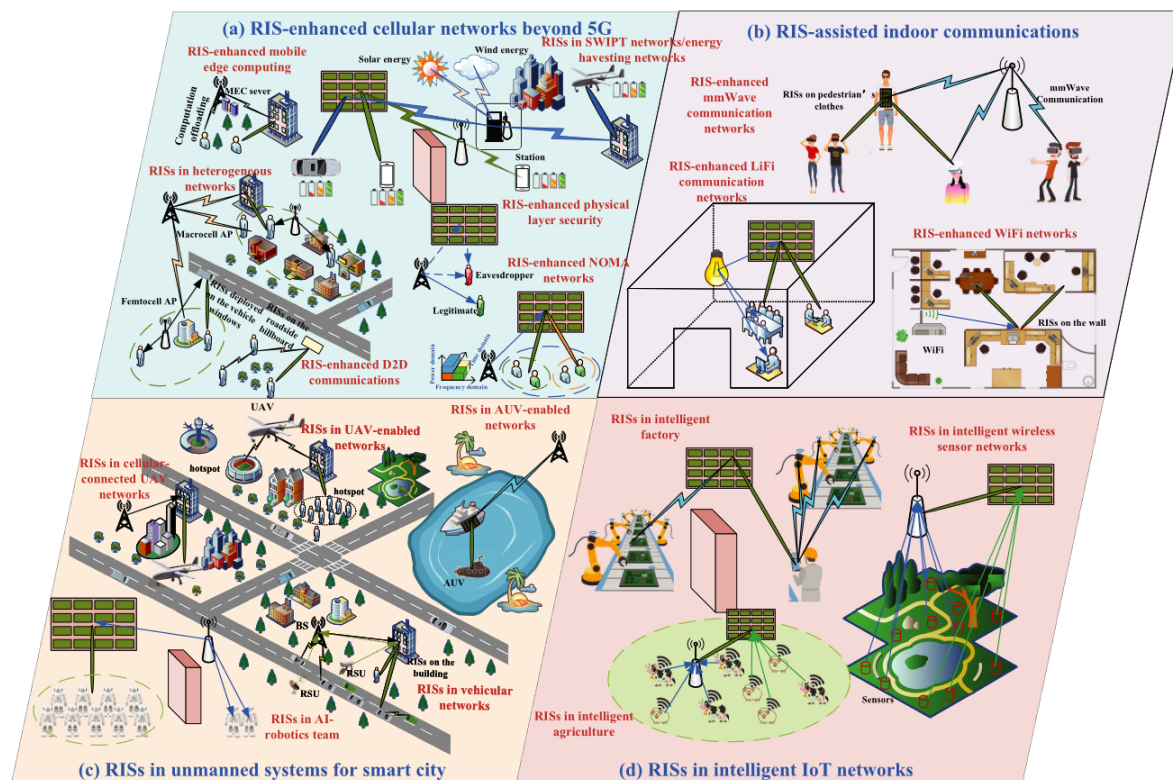 (a) RIS-enhanced cellular networks beyond 5G
RIS-enhanced mobile
edge computing
MEC sever
Computation
offloading
Solar energy
Wind energy
RISs in SWIPT networks/energy
havesting networks
Station
RISs in heterogeneous
networks
Macrocell AP
Femtocell AP
RISs deployed
on the vehicle
windows
RISs on the
roadside
billboard
RIS-enhanced D2D
communications
RIS-enhanced physical
layer security
Eavesdropper
Legitimate
RIS-enhanced NOMA
networks
Power domain
Time domain
Frequency domain
(b) RIS-assisted indoor communications
RIS-enhanced
mmWave
communication
networks
RISs on pedestrian's
clothes
mmWave
Communication
RIS-enhanced LiFi
communication
networks
RIS-enhanced WiFi networks
WiFi
RISs on the wall
UAV
hotspot
RISs in UAV-enabled
networks
hotspot
RISs in AUV-enabled
networks
AUV
RISs in cellular-
connected UAV
networks
BS
RSU
RSU
RISs on the
building
RISs in vehicular
networks
RISs in AI-
robotics team
(c) RISs in unmanned systems for smart city
RISs in intelligent
factory
RISs in intelligent wireless
sensor networks
Sensors
RISs in intelligent
agriculture
(d) RISs in intelligent IoT networks